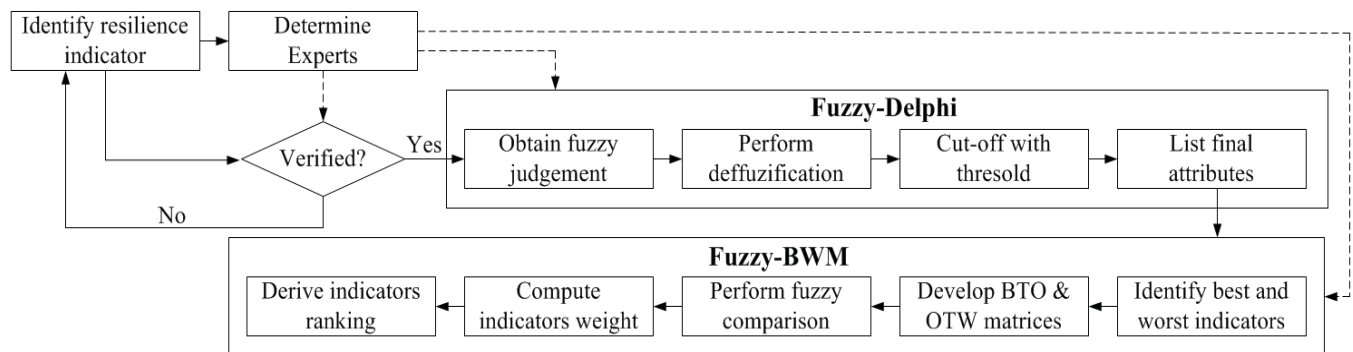 Identify resilience
indicator
Determine
Experts
Verified?
Yes
No
Fuzzy-Delphi
Obtain fuzzy
judgement
Perform
deffuzification
Cut-off with
thresold
List final
attributes
Fuzzy-BWM
Derive indicators
ranking
Compute
indicators weight
Perform fuzzy
comparison
Develop BTO &
OTW matrices
Identify best and
worst indicators